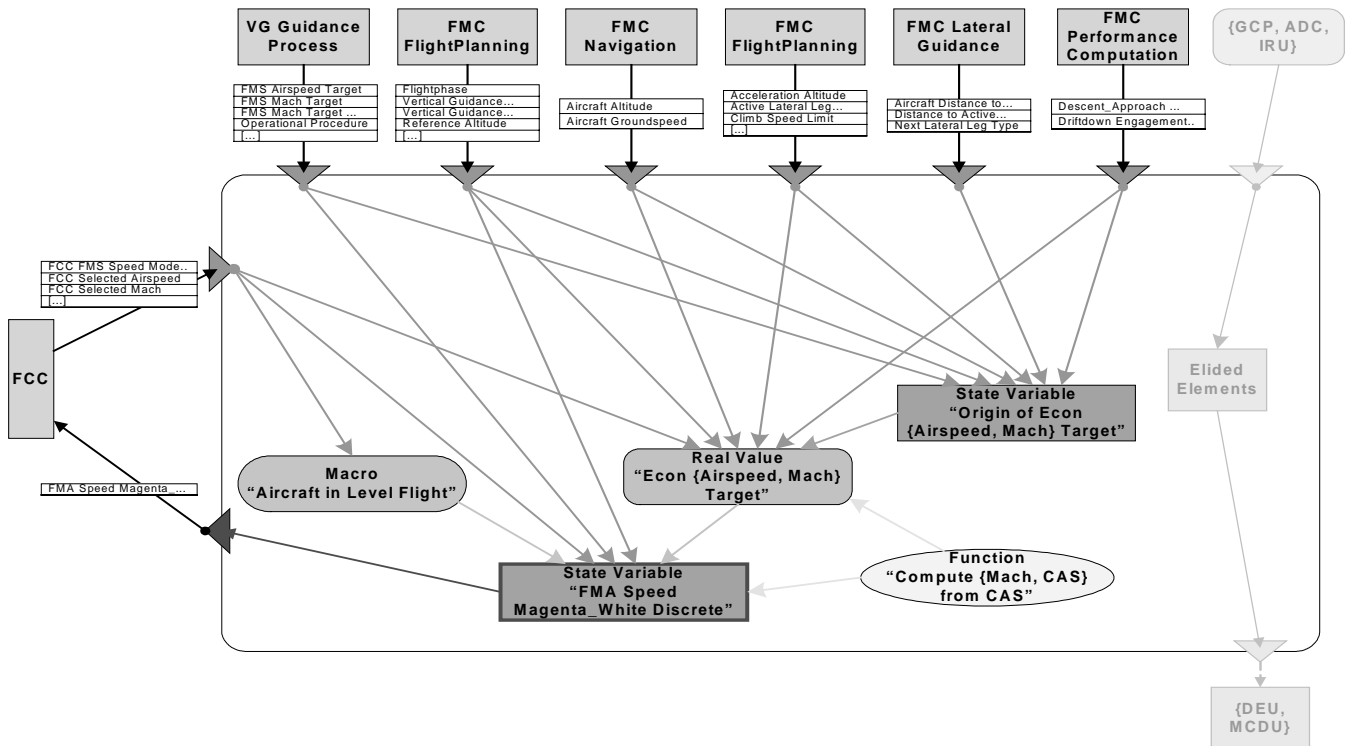 VG Guidance
Process
FMC
FlightPlanning
FMC
Navigation
FMC
FlightPlanning
FMC Lateral
Guidance
FMC
Performance
Computation
{GCP, ADC,
IRU}
FMS Airspeed Target
FMS Mach Target
FMS Mach Target ...
Operational Procedure
[...]
Flightphase
Vertical Guidance...
Vertical Guidance...
Reference Altitude
[...]
Aircraft Altitude
Aircraft Groundspeed
Acceleration Altitude
Active Lateral Leg...
Climb Speed Limit
[...]
Aircraft Distance to...
Distance to Active...
Next Lateral Leg Type
Descent_Approach ...
Driftdown Engagement..
FCC FMS Speed Mode..
FCC Selected Airspeed
FCC Selected Mach
[...]
FCC
Elided
Elements
State Variable
“Origin of Econ
{Airspeed, Mach} Target”
Macro
“Aircraft in Level Flight”
Real Value
“Econ {Airspeed, Mach}
Target”
FMA Speed Magenta_...
State Variable
“FMA Speed
Magenta_White Discrete”
Function
“Compute {Mach, CAS}
from CAS”
{DEU,
MCDU}